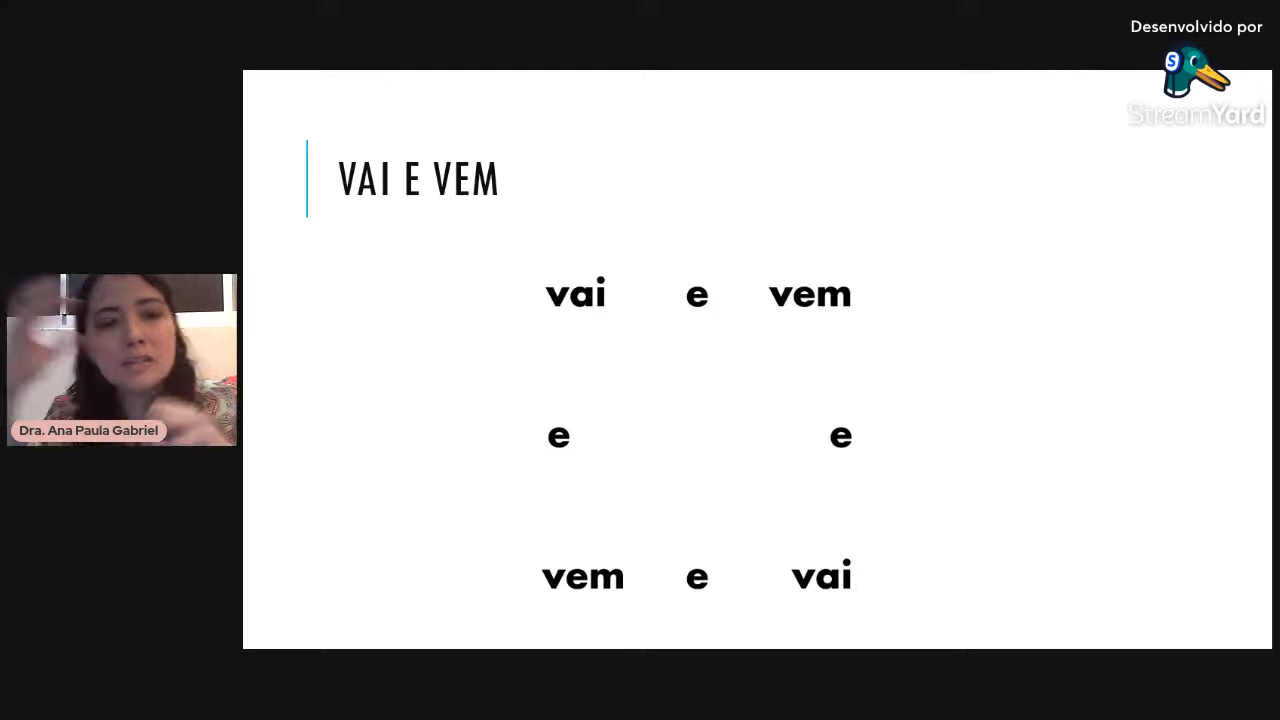 Desenvolvido por
StreamYard
VAI E VEM
vai e vem
e e
vem e vai
Dra. Ana Paula Gabriel